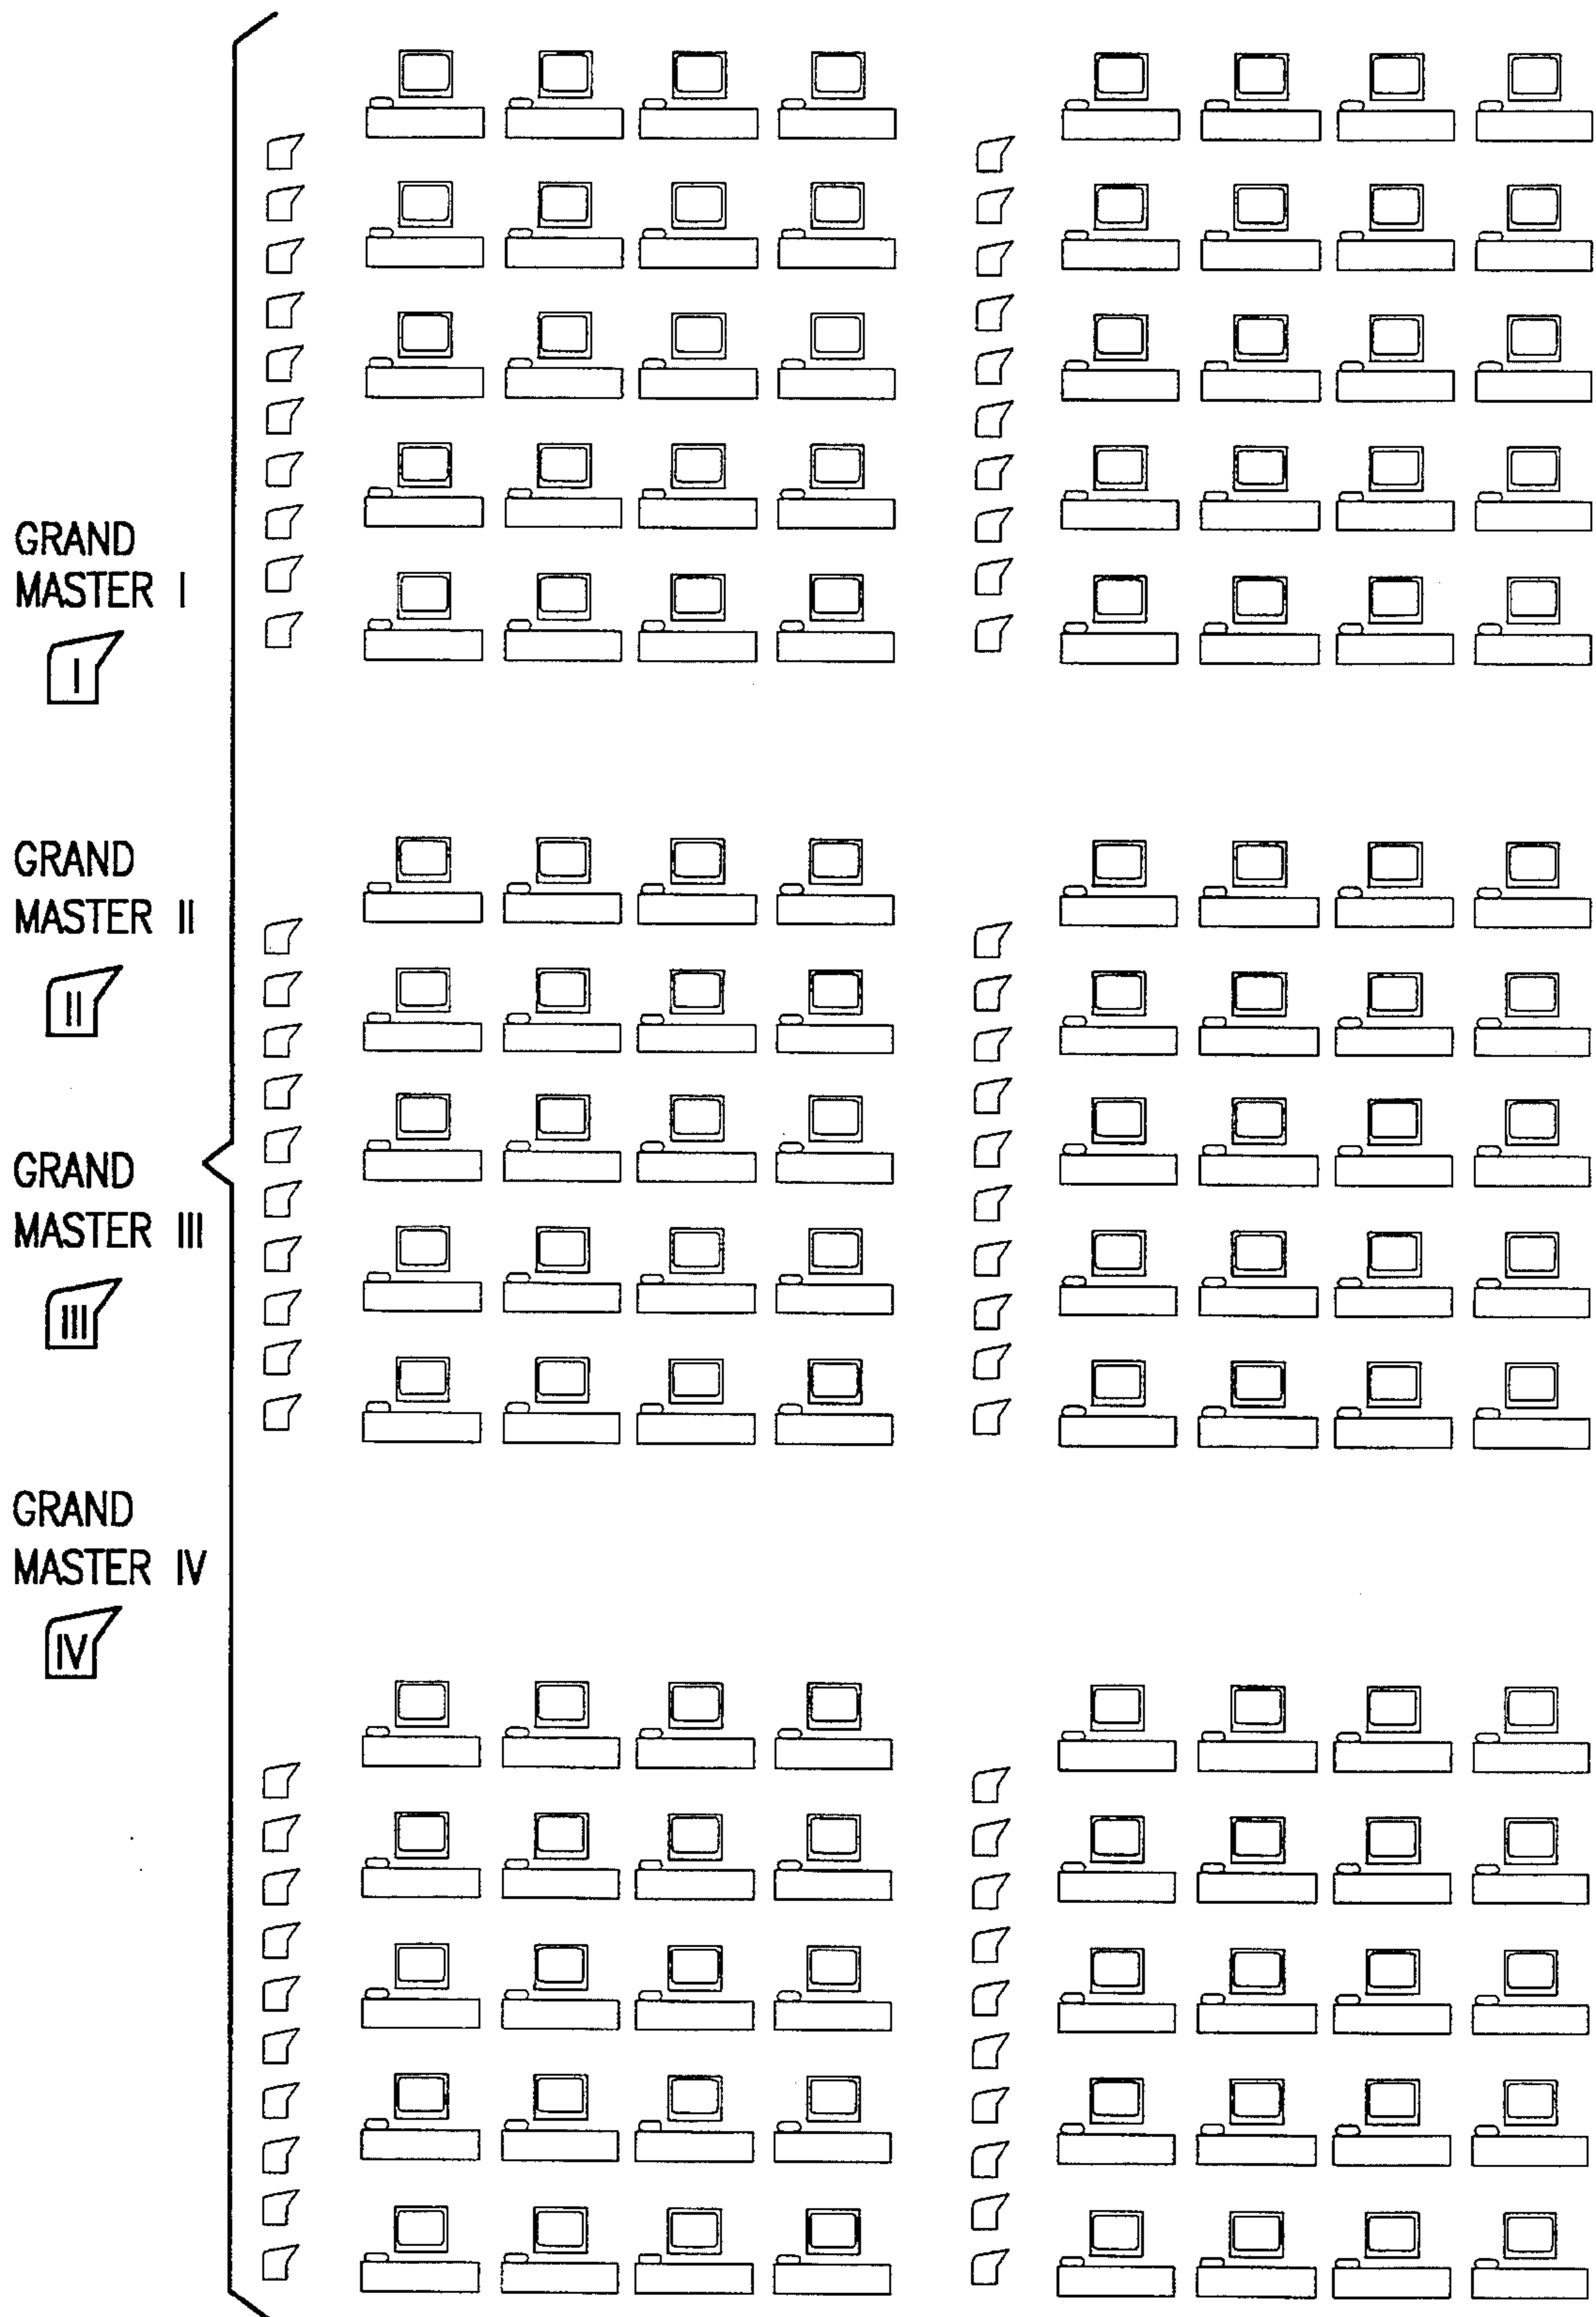 GRAND
MASTER I
I
GRAND
MASTER II
II
GRAND
MASTER III
III
GRAND
MASTER IV
IV